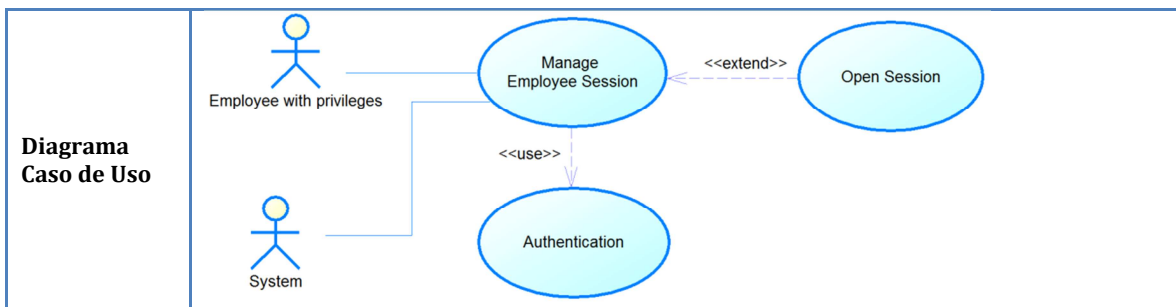 Diagrama
Caso de Uso
Employee with privileges
Manage
Employee Session
<<extend>>
Open Session
<<use>>
Authentication
System